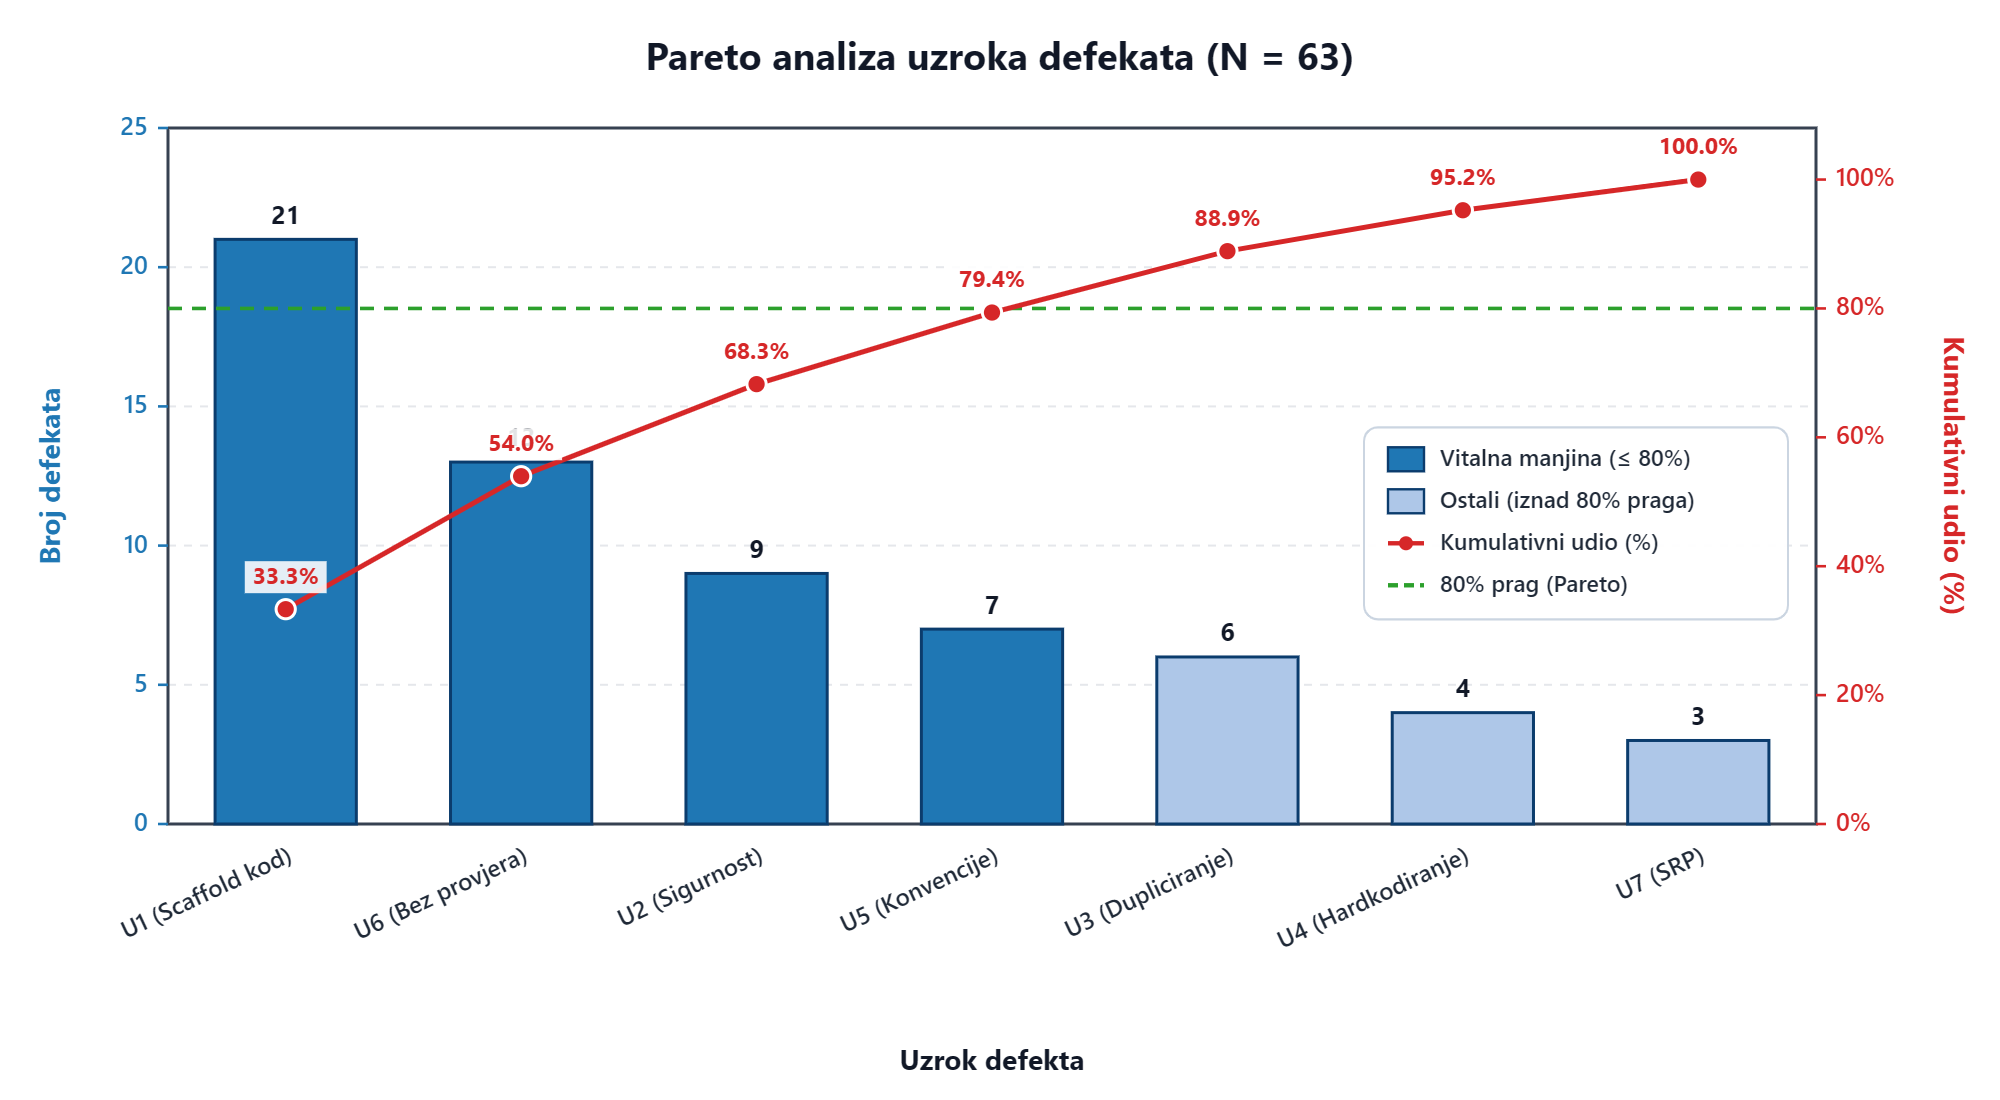 Pareto analiza uzroka defekata (N = 63)
Broj defekata
25
20
15
10
5
0
21
9
7
6
4
3
33.3%
54.0%
68.3%
79.4%
88.9%
95.2%
100.0%
100%
80%
60%
40%
20%
0%
Kumulativni udio (%)
Vitalna manjina (≤ 80%)
Ostali (iznad 80% praga)
Kumulativni udio (%)
80% prag (Pareto)
U1 (Scaffold kod)
U6 (Bez provjera)
U2 (Sigurnost)
U5 (Konvencije)
U3 (Dupliciranje)
U4 (Hardkodiranje)
U7 (SRP)
Uzrok defekta